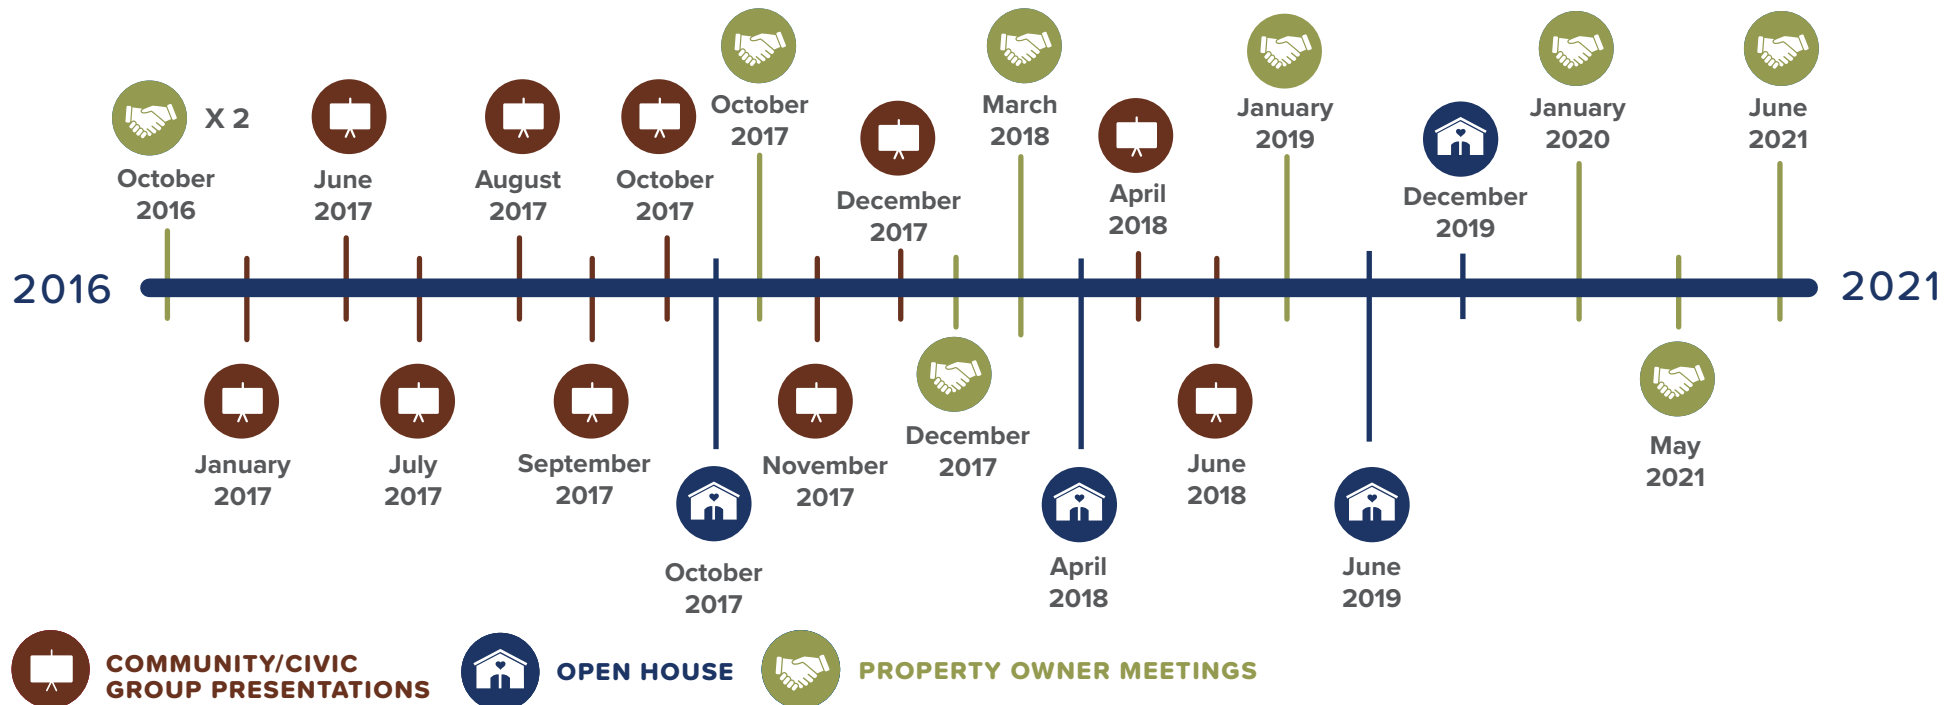 X 2
October
2016
January
2017
June
2017
July
2017
August
2017
September
2017
October
2017
October
2017
October
2017
November
2017
December
2017
December
2017
March
2018
April
2018
April
2018
June
2018
January
2019
June
2019
December
2019
January
2020
May
2021
June
2021
2016
2021
COMMUNITY/CIVIC
GROUP PRESENTATIONS
OPEN HOUSE
PROPERTY OWNER MEETINGS